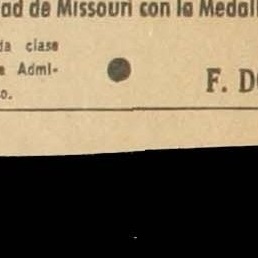 ad de Missouri con la Medall
da clase
e Admi-
o.
F. D